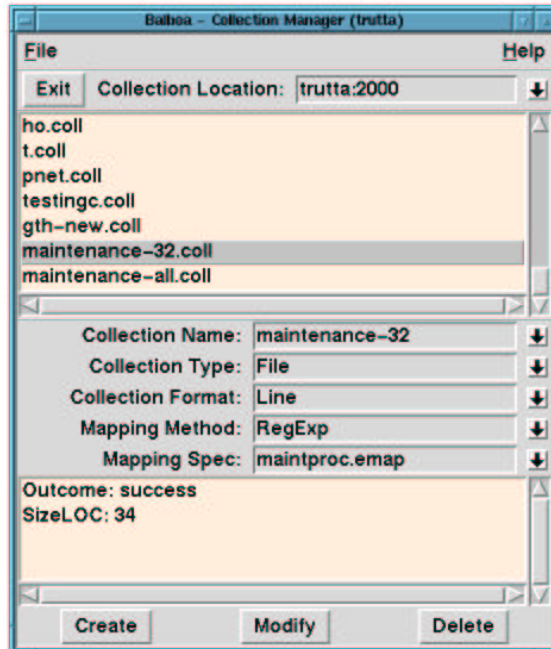 Balboa - Collection Manager (trutta)
File Help
Exit Collection Location: trutta:2000
ho.coll
t.coll
pnet.coll
testingc.coll
gth-new.coll
maintenance-32.coll
maintenance-all.coll
Collection Name: maintenance-32
Collection Type: File
Collection Format: Line
Mapping Method: RegExp
Mapping Spec: maintproc.emap
Outcome: success
SizeLOC: 34
Create Modify Delete